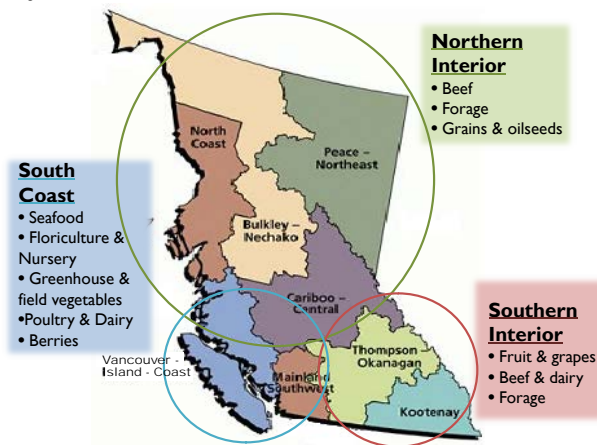 Northern
Interior
• Beef
• Forage
• Grains & oilseeds
North
Coast
Peace –
Northeast
South
Coast
• Seafood
• Floriculture &
Nursery
• Greenhouse &
field vegetables
•Poultry & Dairy
• Berries
Bulkley –
Nechako
Cariboo –
Central
Southern
Interior
• Fruit & grapes
• Beef & dairy
• Forage
Vancouver -
Island - Coast
Mainland
Southwest
Thompson –
Okanagan
Kootenay